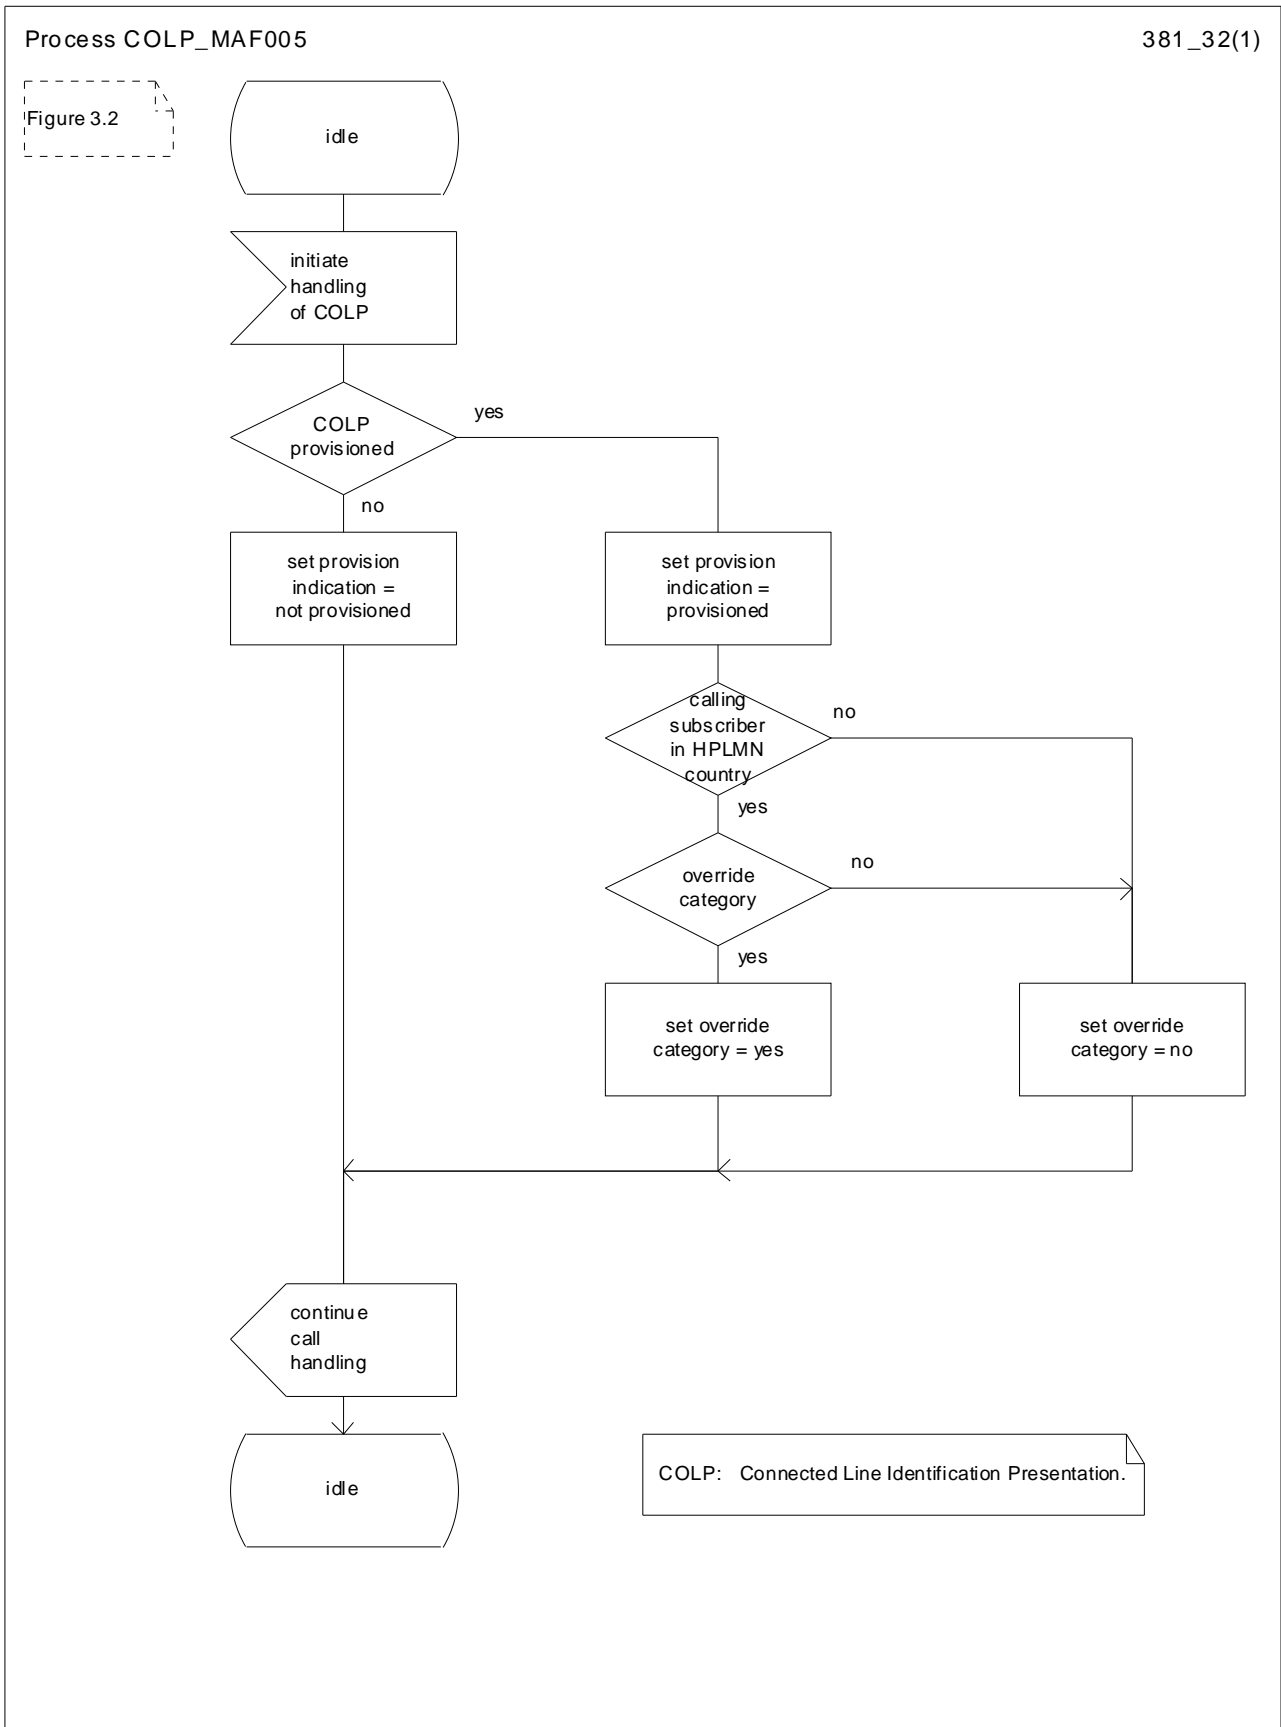 Process COLP_MAF005
381_32(1)
Figure 3.2
idle
initiate
handling
of COLP
COLP
provisioned
yes
no
set provision
indication =
not provisioned
set provision
indication =
provisioned
calling
subscriber
in HPLMN
country
no
yes
override
category
no
yes
set override
category = yes
set override
category = no
continue
call
handling
idle
COLP: Connected Line Identification Presentation.